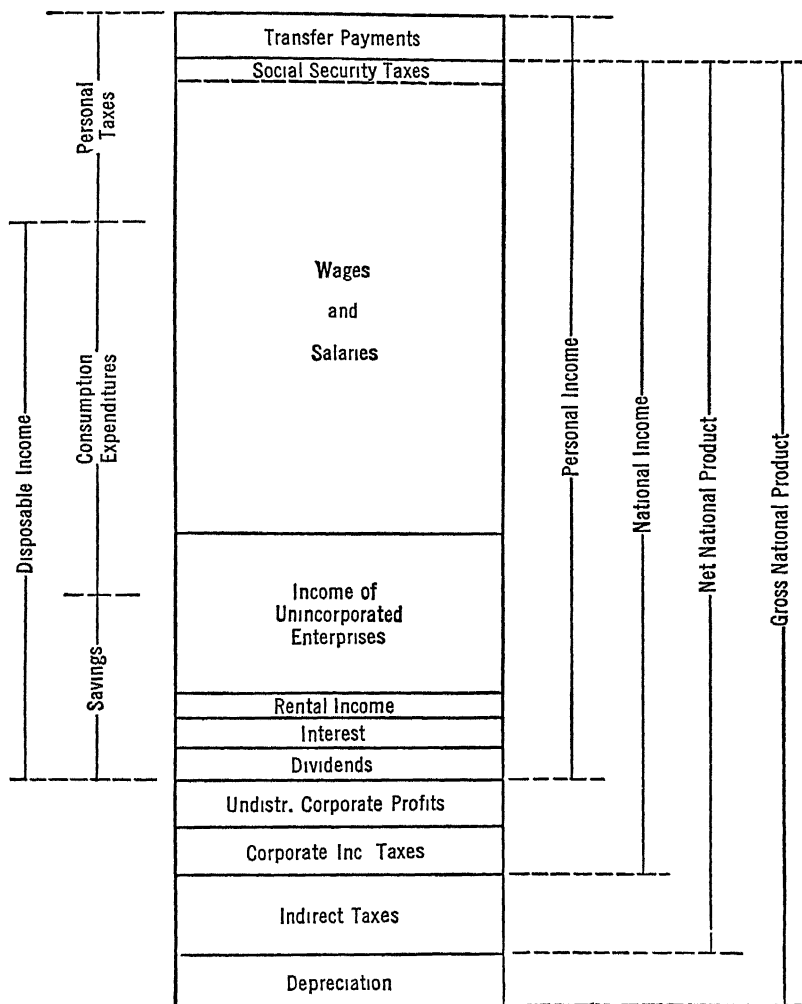 Transfer Payments
Social Security Taxes
Wages
and
Salaries
Income of
Unincorporated
Enterprises
Rental Income
Interest
Dividends
Undistr. Corporate Profits
Corporate Inc Taxes
Indirect Taxes
Depreciation
Disposable Income
Personal
Taxes
Consumption
Expenditures
Savings
Personal Income
National Income
Net National Product
Gross National Product